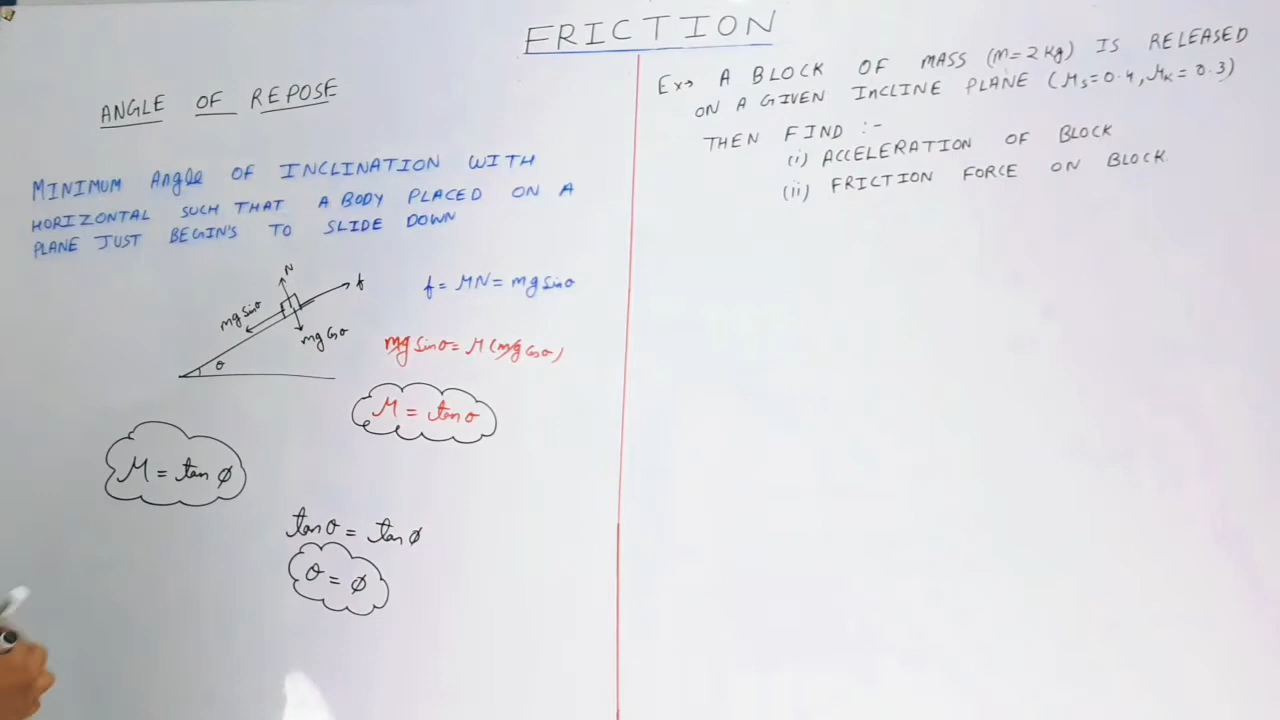 FRICTION
ANGLE OF REPOSE
MINIMUM Angle OF INCLINATION WITH
HORIZONTAL SUCH THAT A BODY PLACED ON A
PLANE JUST BEGIN'S TO SLIDE DOWN
N
f
mg sinθ
mg cosθ
θ
f = μN = mg sinθ
mg sinθ = μ (mg cosθ)
μ = tan θ
μ = tan φ
tan θ = tan φ
θ = φ
Ex→ A BLOCK OF MASS (m = 2 kg) IS RELEASED
ON A GIVEN INCLINE PLANE (μs = 0.4, μk = 0.3)
THEN FIND :-
(i) ACCELERATION OF BLOCK
(ii) FRICTION FORCE ON BLOCK.